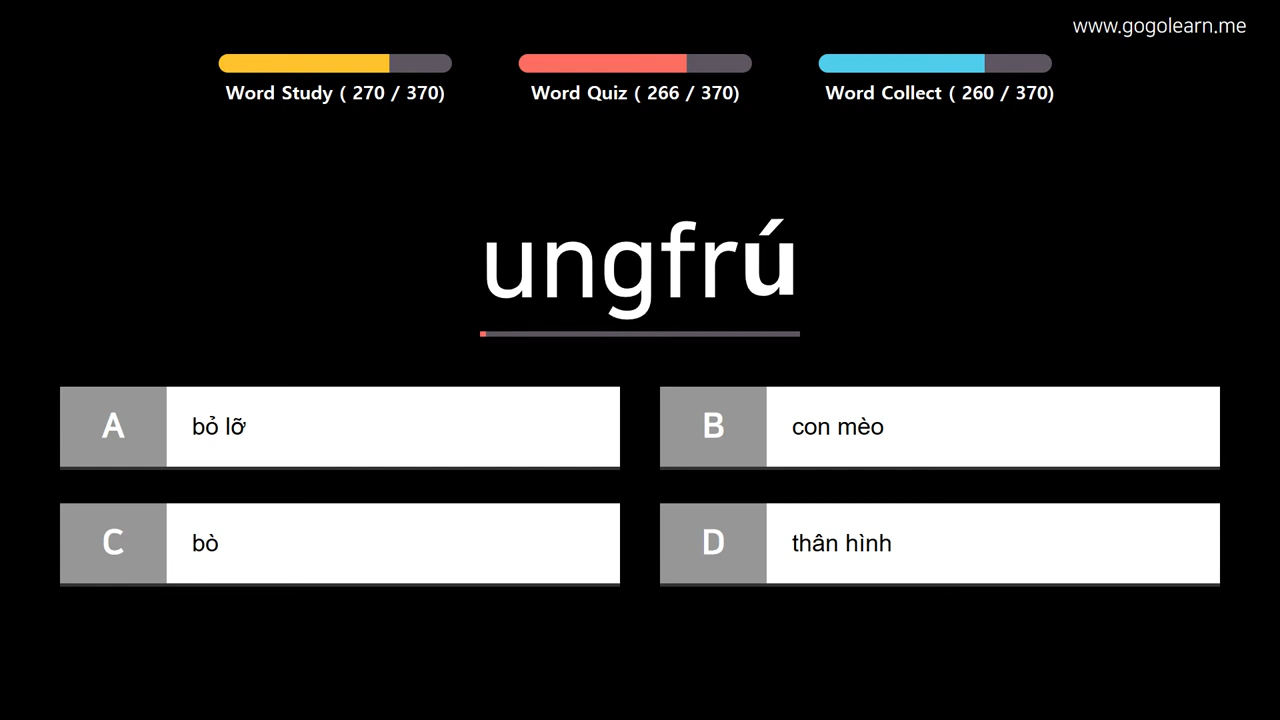 www.gogolearn.me
Word Study ( 270 / 370)
Word Quiz ( 266 / 370)
Word Collect ( 260 / 370)
ungfrú
A bỏ lỡ
B con mèo
C bò
D thân hình